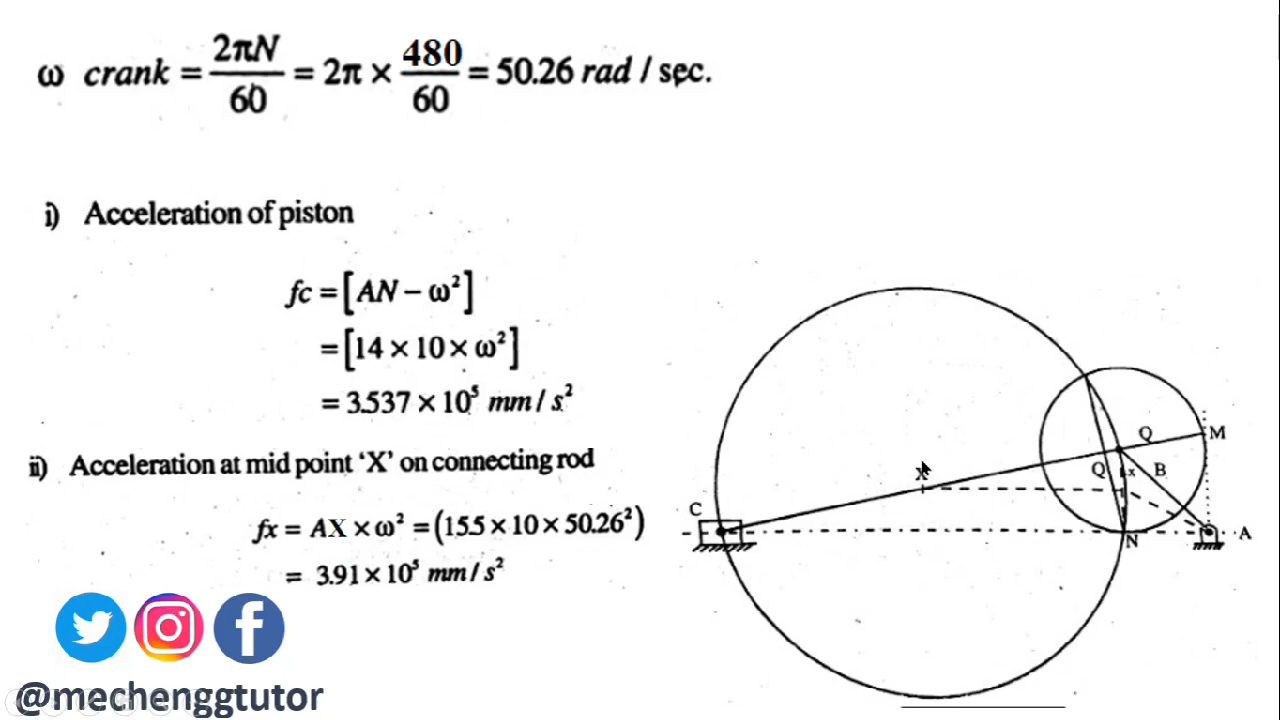 ω crank = 2πN/60 = 2π × 480/60 = 50.26 rad / sec.
i) Acceleration of piston
fc = [AN − ω²]
= [14 × 10 × ω²]
= 3.537 × 10⁵ mm / s²
ii) Acceleration at mid point ‘X’ on connecting rod
fx = AX × ω² = (15.5 × 10 × 50.26²)
= 3.91 × 10⁵ mm / s²
Q M
Q x B
X
C
N A
@mechenggtutor